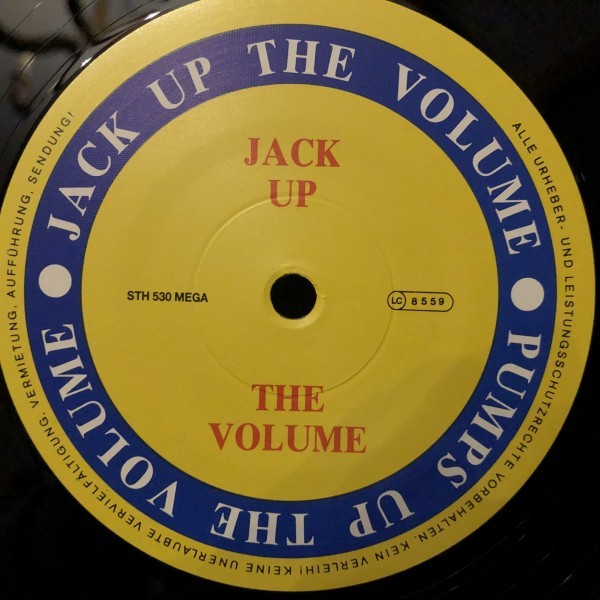 JACK UP THE VOLUME
PUMPS UP THE VOLUME
JACK
UP
STH 530 MEGA
LC 8559
THE
VOLUME
ALLE URHEBER- UND LEISTUNGSSCHUTZRECHTE VORBEHALTEN. KEIN VERLEIH! KEINE UNERLAUBTE VERVIELFÄLTIGUNG, VERMIETUNG, AUFFÜHRUNG, SENDUNG!